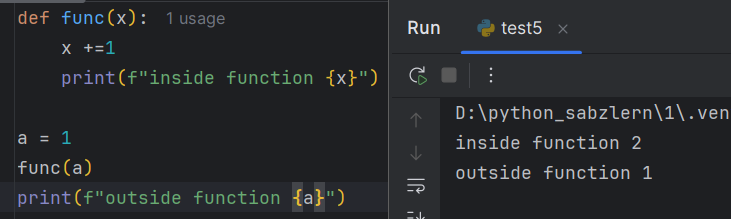 def func(x): 1 usage
    x +=1
    print(f"inside function {x}")

a = 1
func(a)
print(f"outside function {a}")
Run test5
D:\python_sabzlern\1\.ven
inside function 2
outside function 1